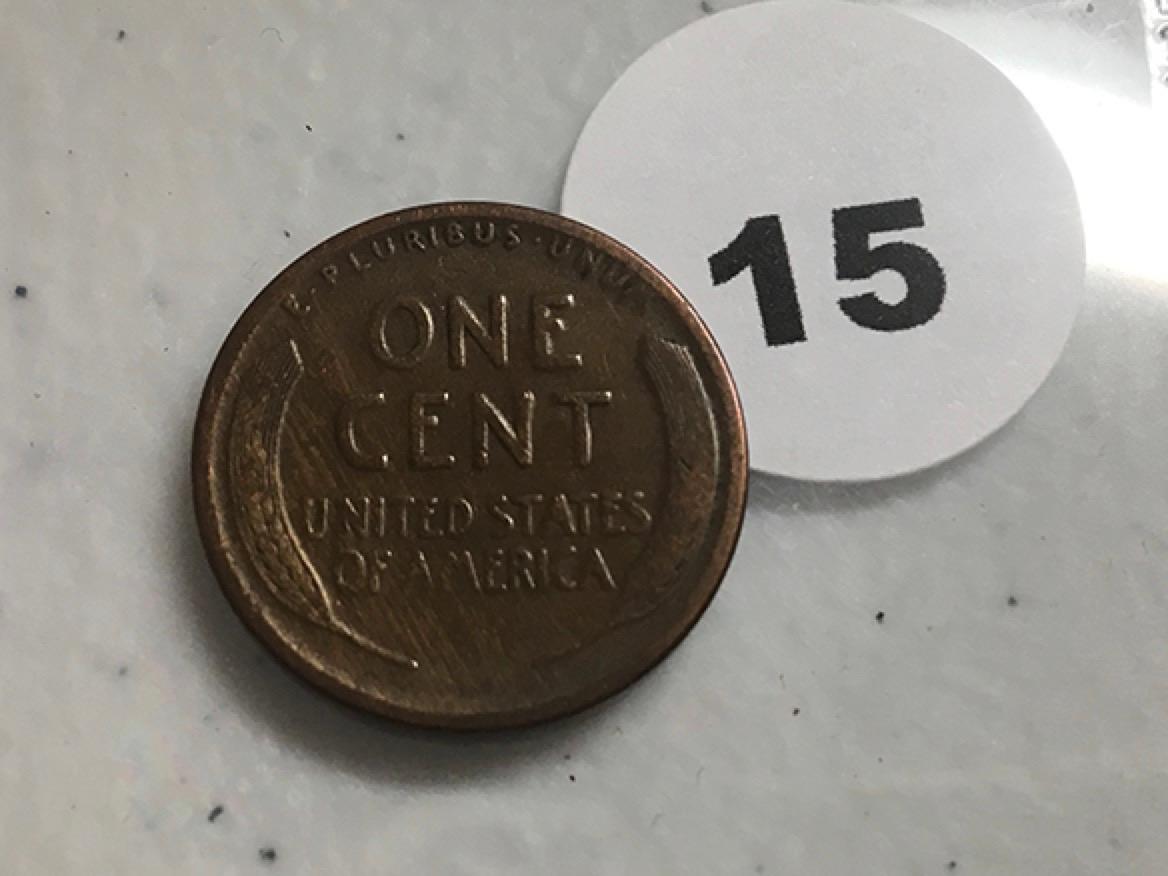 E·PLURIBUS·UNUM
ONE
CENT
UNITED STATES
OF AMERICA
15